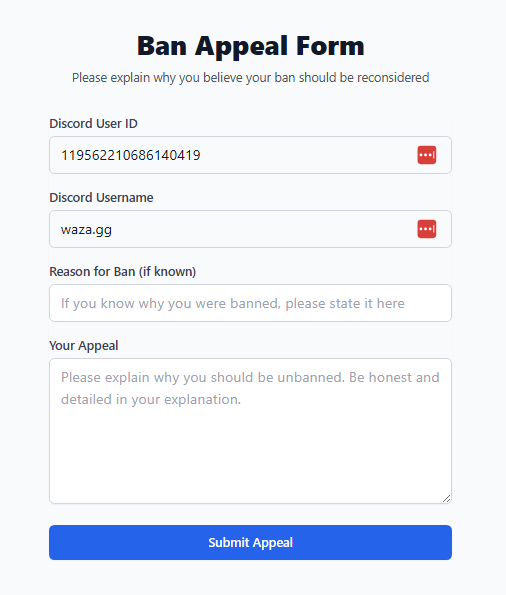 Ban Appeal Form
Please explain why you believe your ban should be reconsidered
Discord User ID
119562210686140419
Discord Username
waza.gg
Reason for Ban (if known)
If you know why you were banned, please state it here
Your Appeal
Please explain why you should be unbanned. Be honest and
detailed in your explanation.
Submit Appeal